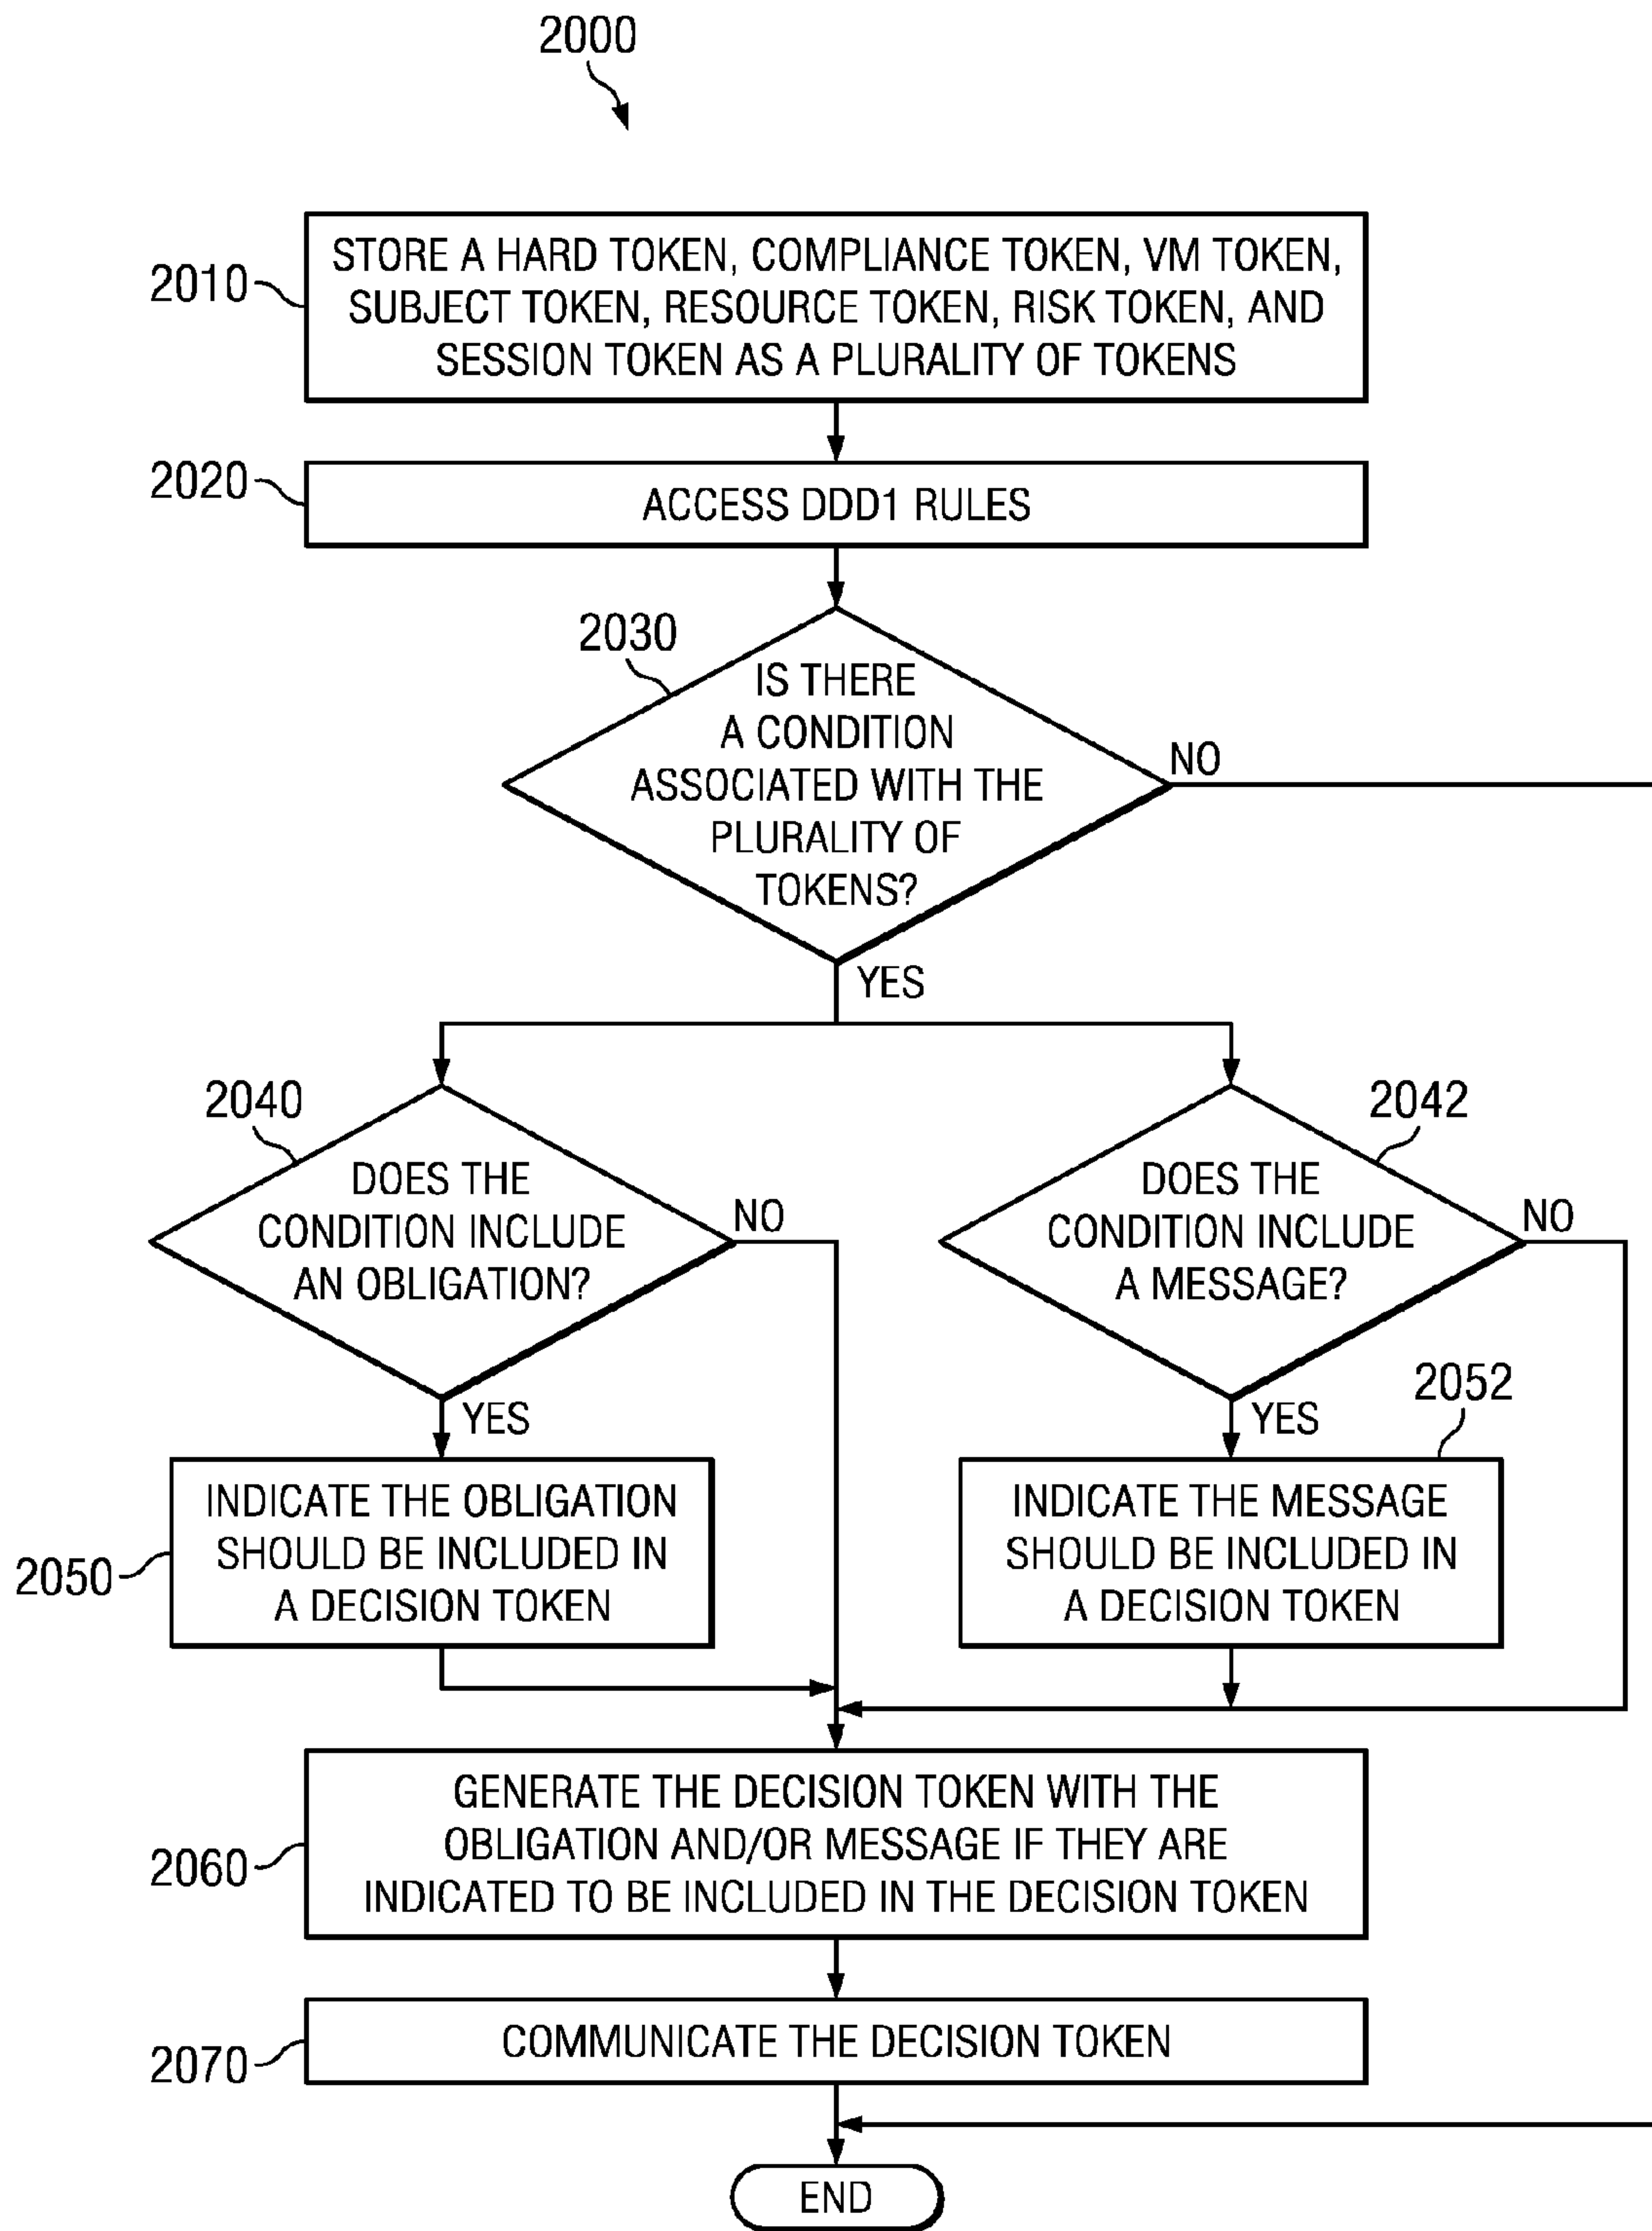 2000
2010
STORE A HARD TOKEN, COMPLIANCE TOKEN, VM TOKEN,
SUBJECT TOKEN, RESOURCE TOKEN, RISK TOKEN, AND
SESSION TOKEN AS A PLURALITY OF TOKENS
2020
ACCESS DDD1 RULES
2030
IS THERE
A CONDITION
ASSOCIATED WITH THE
PLURALITY OF
TOKENS?
NO
YES
2040
DOES THE
CONDITION INCLUDE
AN OBLIGATION?
NO
YES
2042
DOES THE
CONDITION INCLUDE
A MESSAGE?
NO
YES
2050
INDICATE THE OBLIGATION
SHOULD BE INCLUDED IN
A DECISION TOKEN
2052
INDICATE THE MESSAGE
SHOULD BE INCLUDED IN
A DECISION TOKEN
2060
GENERATE THE DECISION TOKEN WITH THE
OBLIGATION AND/OR MESSAGE IF THEY ARE
INDICATED TO BE INCLUDED IN THE DECISION TOKEN
2070
COMMUNICATE THE DECISION TOKEN
END